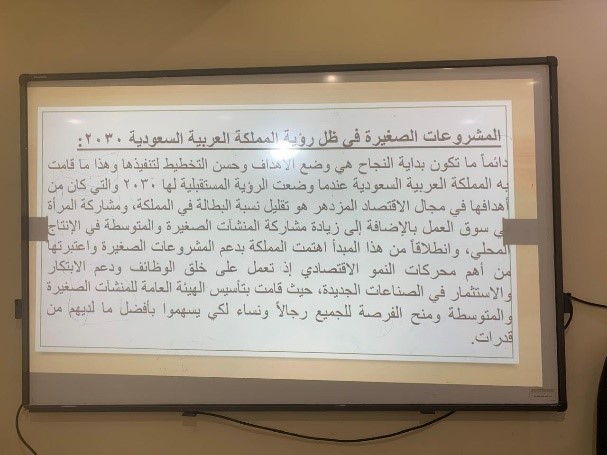 المشروعات الصغيرة في ظل رؤية المملكة العربية السعودية ٢٠٣٠:
دائماً ما تكون بداية النجاح هي وضع الأهداف وحسن التخطيط لتنفيذها وهذا ما قامت
به المملكة العربية السعودية عندما وضعت الرؤية المستقبلية لها ٢٠٣٠ والتي كان من
أهدافها في مجال الاقتصاد المزدهر هو تقليل نسبة البطالة في المملكة، ومشاركة المرأة
في سوق العمل بالإضافة إلى زيادة مشاركة المنشآت الصغيرة والمتوسطة في الإنتاج
المحلي، وانطلاقاً من هذا المبدأ اهتمت المملكة بدعم المشروعات الصغيرة واعتبرتها
من أهم محركات النمو الاقتصادي إذ تعمل على خلق الوظائف ودعم الابتكار
والاستثمار في الصناعات الجديدة، حيث قامت بتأسيس الهيئة العامة للمنشات الصغيرة
والمتوسطة ومنح الفرصة للجميع رجالاً ونساء لكي يسهموا بأفضل ما لديهم من
قدرات.